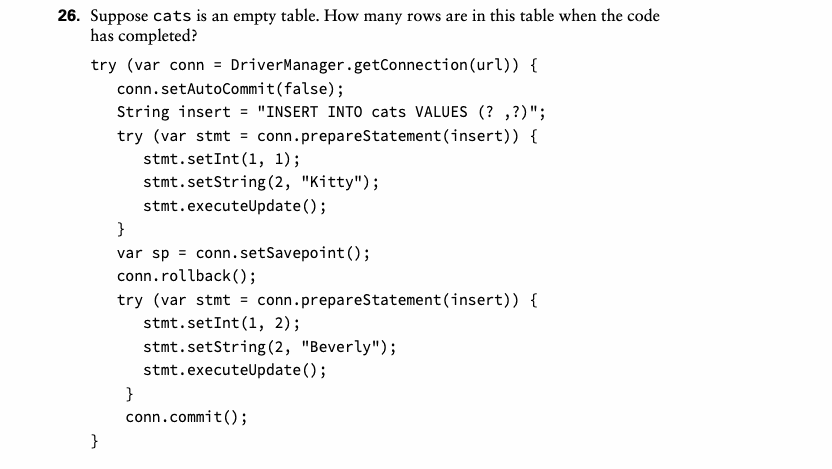 26. Suppose cats is an empty table. How many rows are in this table when the code
has completed?
try (var conn = DriverManager.getConnection(url)) {
   conn.setAutoCommit(false);
   String insert = "INSERT INTO cats VALUES (? ,?)";
   try (var stmt = conn.prepareStatement(insert)) {
      stmt.setInt(1, 1);
      stmt.setString(2, "Kitty");
      stmt.executeUpdate();
   }
   var sp = conn.setSavepoint();
   conn.rollback();
   try (var stmt = conn.prepareStatement(insert)) {
      stmt.setInt(1, 2);
      stmt.setString(2, "Beverly");
      stmt.executeUpdate();
    }
    conn.commit();
}